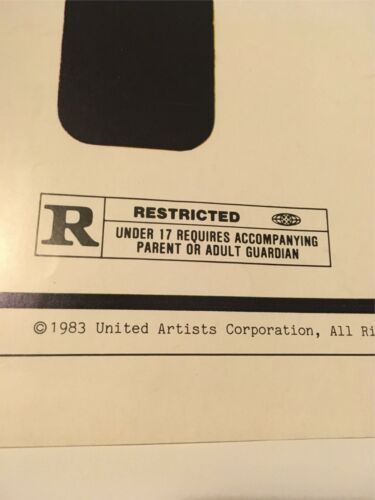 R
RESTRICTED
UNDER 17 REQUIRES ACCOMPANYING
PARENT OR ADULT GUARDIAN
©1983 United Artists Corporation, All Ri